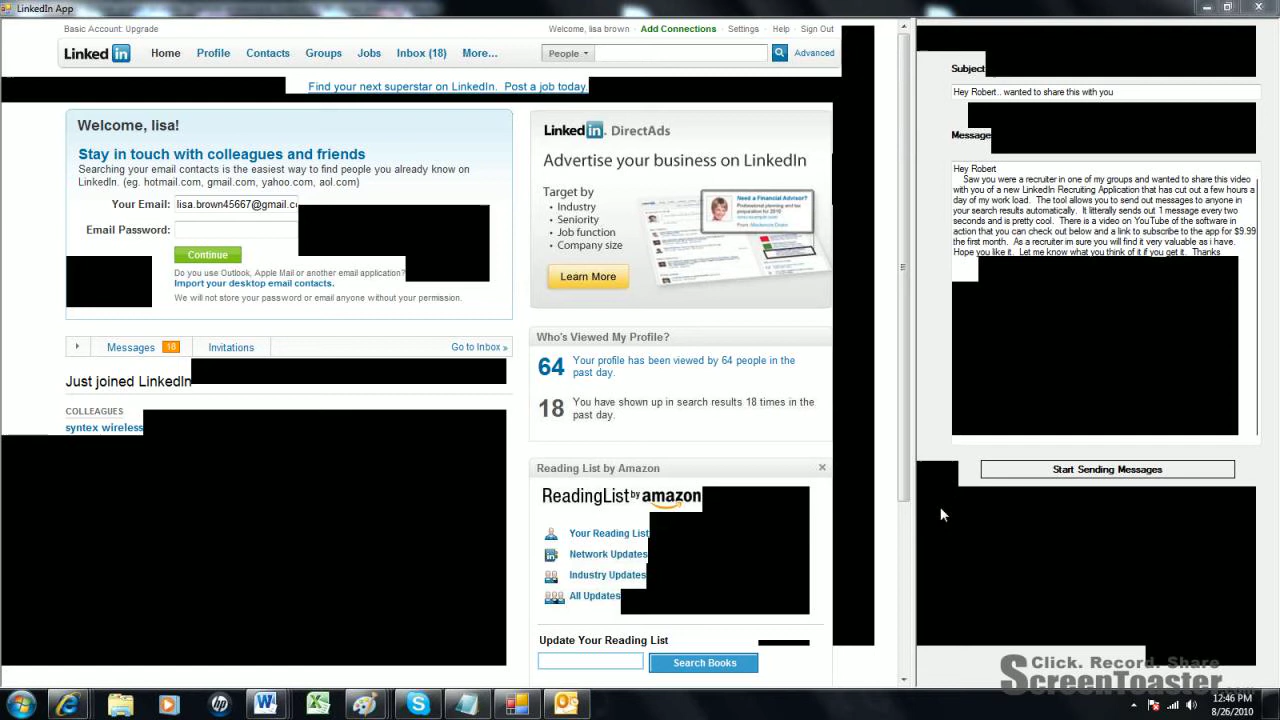 LinkedIn App
Basic Account: Upgrade
Welcome, lisa brown · Add Connections Settings Help Sign Out
Linked in Home Profile Contacts Groups Jobs Inbox (18) More... People Advanced
Find your next superstar on LinkedIn. Post a job today.
Welcome, lisa!
Stay in touch with colleagues and friends
Searching your email contacts is the easiest way to find people you already know on
LinkedIn. (eg. hotmail.com, gmail.com, yahoo.com, aol.com)
Your Email: lisa.brown45667@gmail.c
Email Password:
Continue
Do you use Outlook, Apple Mail or another email application?
Import your desktop email contacts.
We will not store your password or email anyone without your permission.
Messages 18 Invitations Go to Inbox »
Just joined LinkedIn
COLLEAGUES
syntex wireless
Linked in. DirectAds
Advertise your business on LinkedIn
Target by
• Industry
• Seniority
• Job function
• Company size
Learn More
Need a Financial Advisor?
Professional planning and tax
preparation for 2010
Who's Viewed My Profile?
64 Your profile has been viewed by 64 people in the
past day.
18 You have shown up in search results 18 times in the
past day.
Reading List by Amazon
ReadingList by amazon
Your Reading List
Network Updates
Industry Updates
All Updates
Update Your Reading List
Search Books
Subject
Hey Robert.. wanted to share this with you
Message
Hey Robert
Saw you were a recruiter in one of my groups and wanted to share this video
with you of a new LinkedIn Recruiting Application that has cut out a few hours a
day of my work load. The tool allows you to send out messages to anyone in
your search results automatically. It litterally sends out 1 message every two
seconds and is so cool. There is a video on YouTube of the software in
action that you can check out below and a link to subscribe to the app for $9.99
the first month. As a recruiter im sure you will find it very valuable as i have.
Hope you like it. Let me know what you think of it if you get it. Thanks
Start Sending Messages
Click. Record. Share
ScreenToaster
12:46 PM
8/26/2010